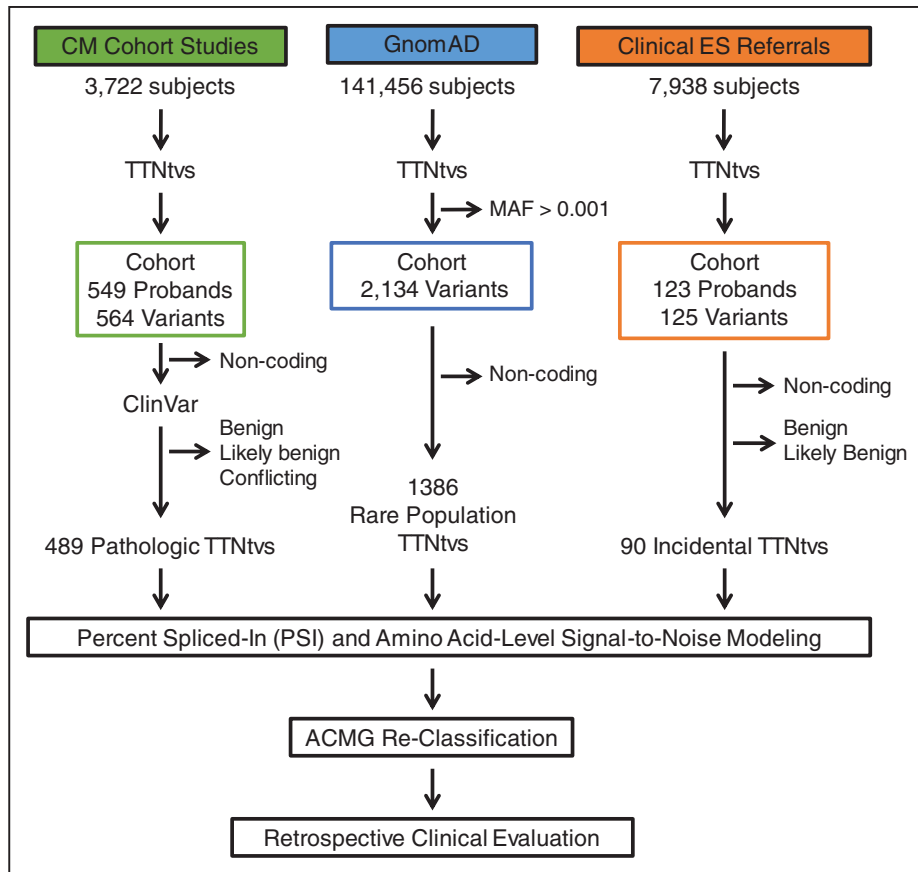 CM Cohort Studies
3,722 subjects
TTNtvs
Cohort
549 Probands
564 Variants
Non-coding
ClinVar
Benign
Likely benign
Conflicting
489 Pathologic TTNtvs
GnomAD
141,456 subjects
TTNtvs
MAF > 0.001
Cohort
2,134 Variants
Non-coding
1386
Rare Population
TTNtvs
Clinical ES Referrals
7,938 subjects
TTNtvs
Cohort
123 Probands
125 Variants
Non-coding
Benign
Likely Benign
90 Incidental TTNtvs
Percent Spliced-In (PSI) and Amino Acid-Level Signal-to-Noise Modeling
ACMG Re-Classification
Retrospective Clinical Evaluation